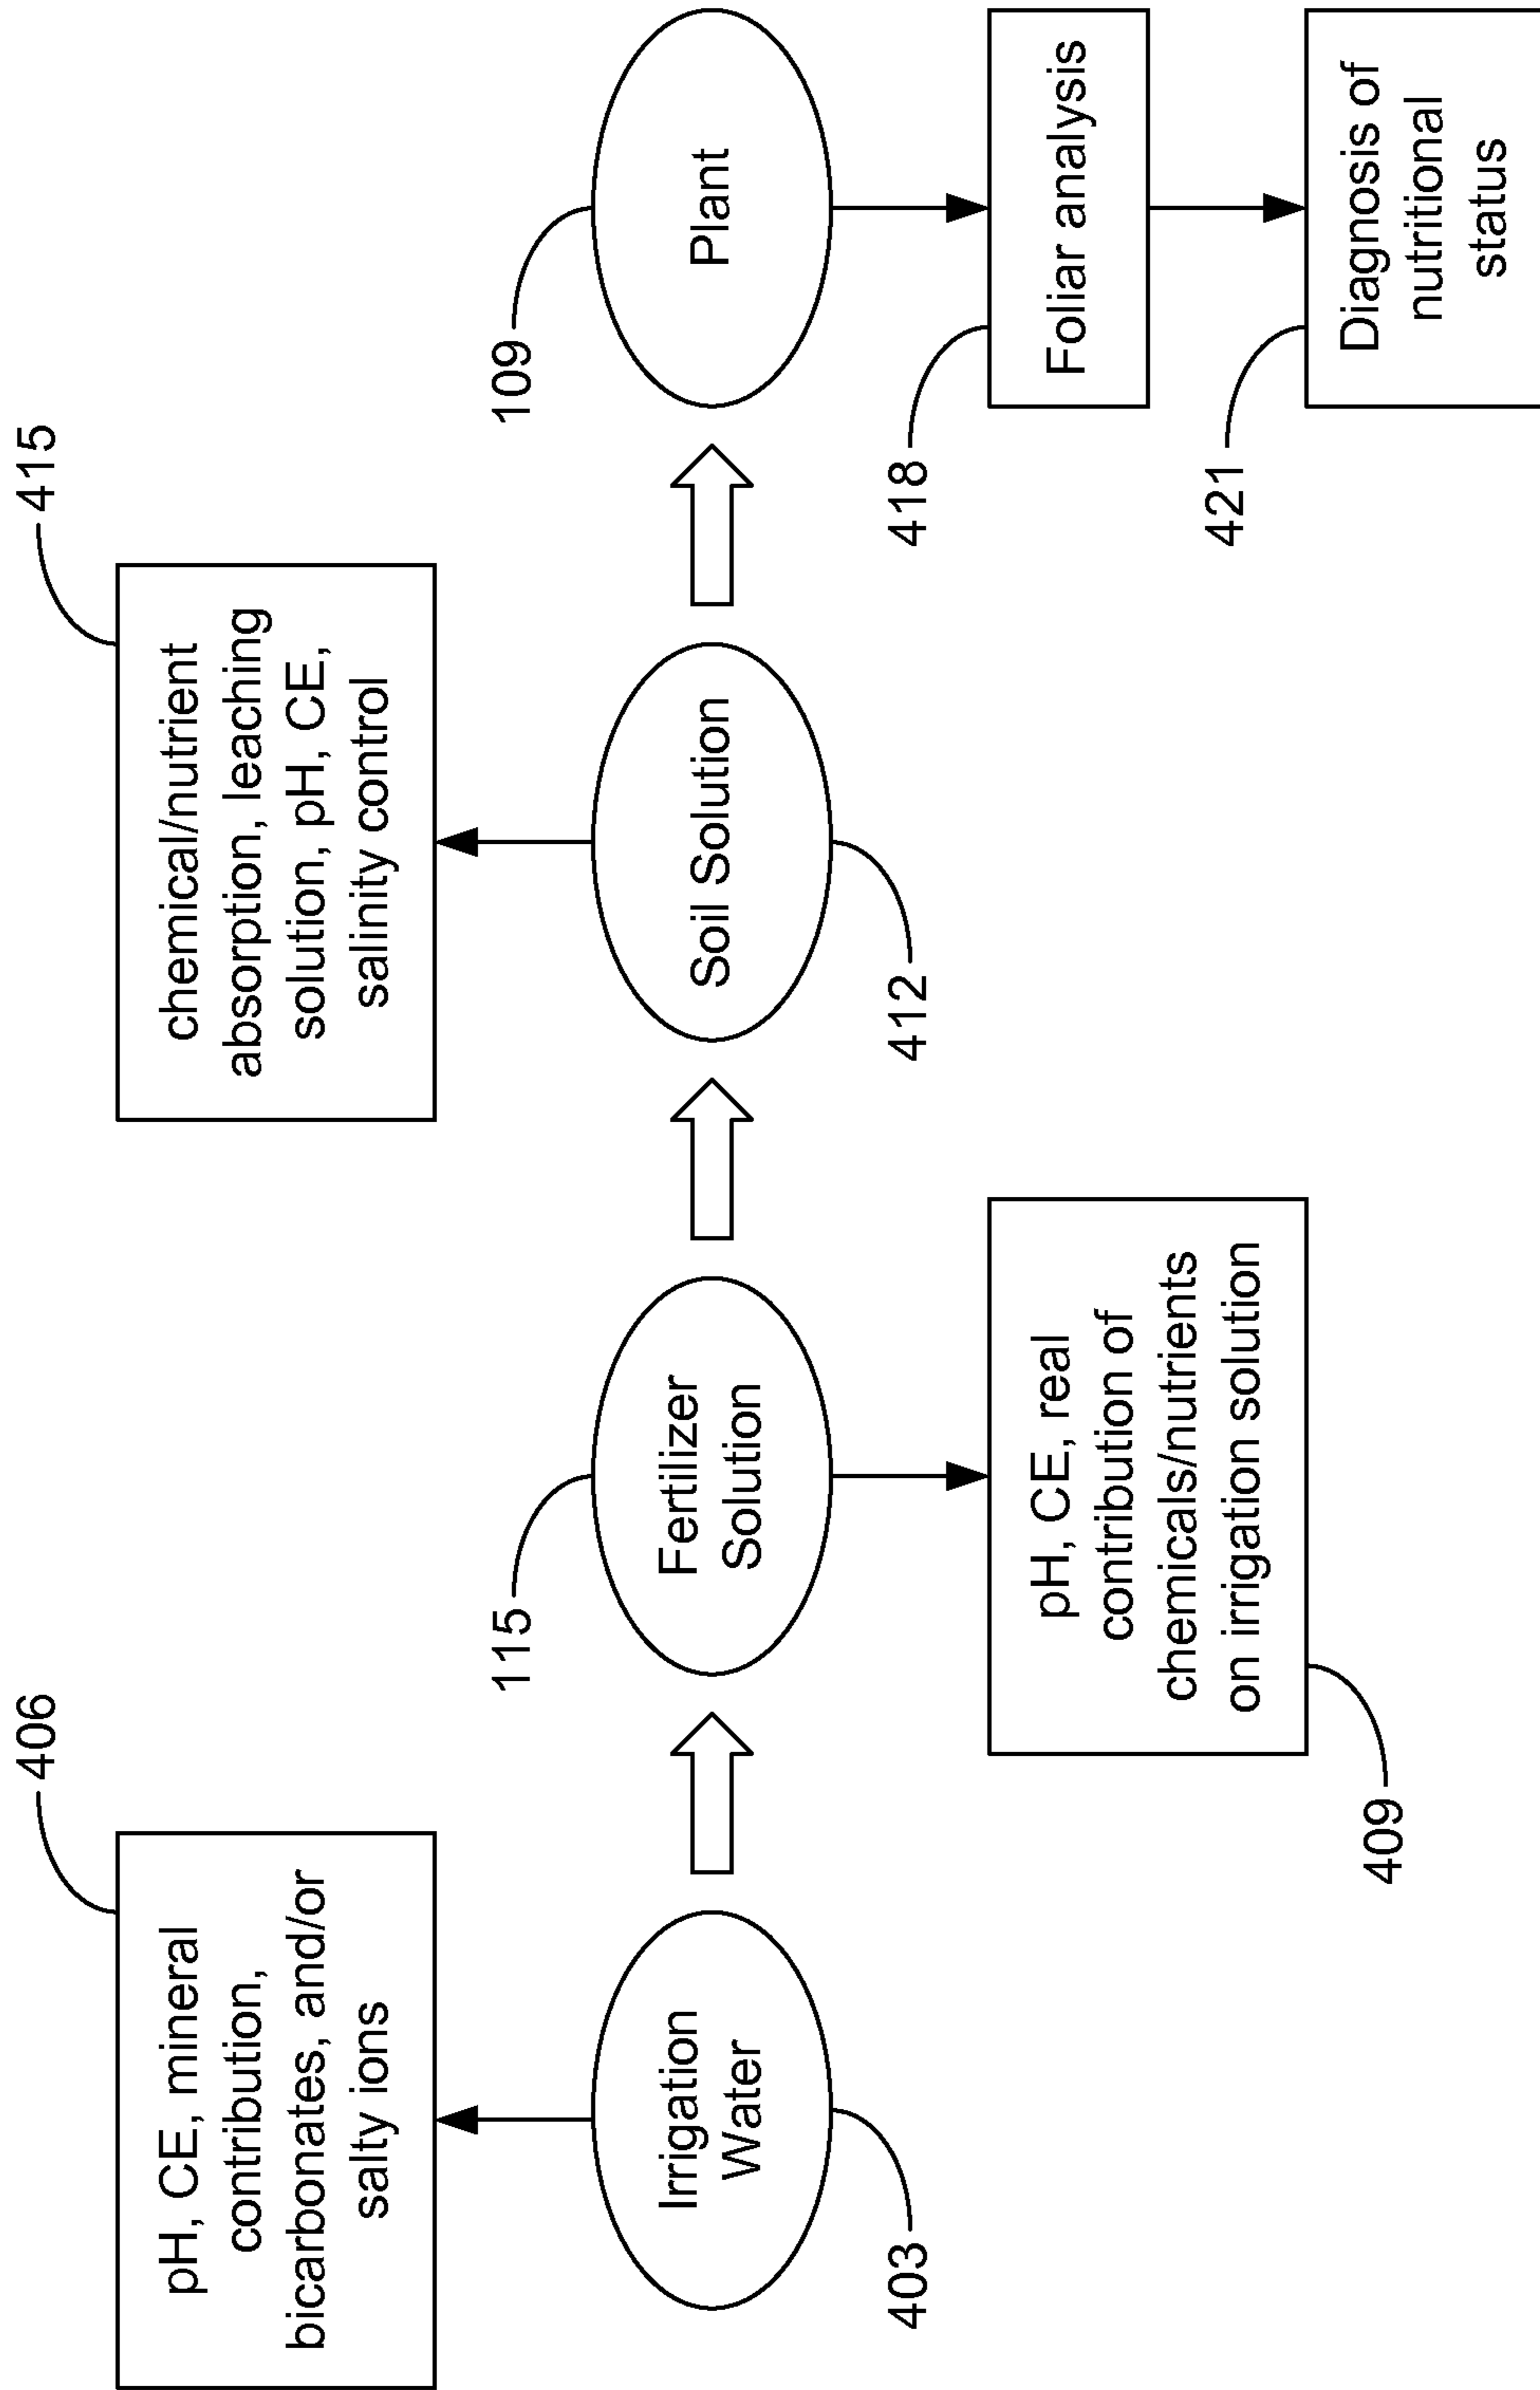 406
pH, CE, mineral
contribution,
bicarbonates, and/or
salty ions
415
chemical/nutrient
absorption, leaching
solution, pH, CE,
salinity control
Irrigation
Water
403
115
Fertilizer
Solution
Soil Solution
412
109
Plant
pH, CE, real
contribution of
chemicals/nutrients
on irrigation solution
409
418
Foliar analysis
421
Diagnosis of
nutritional
status